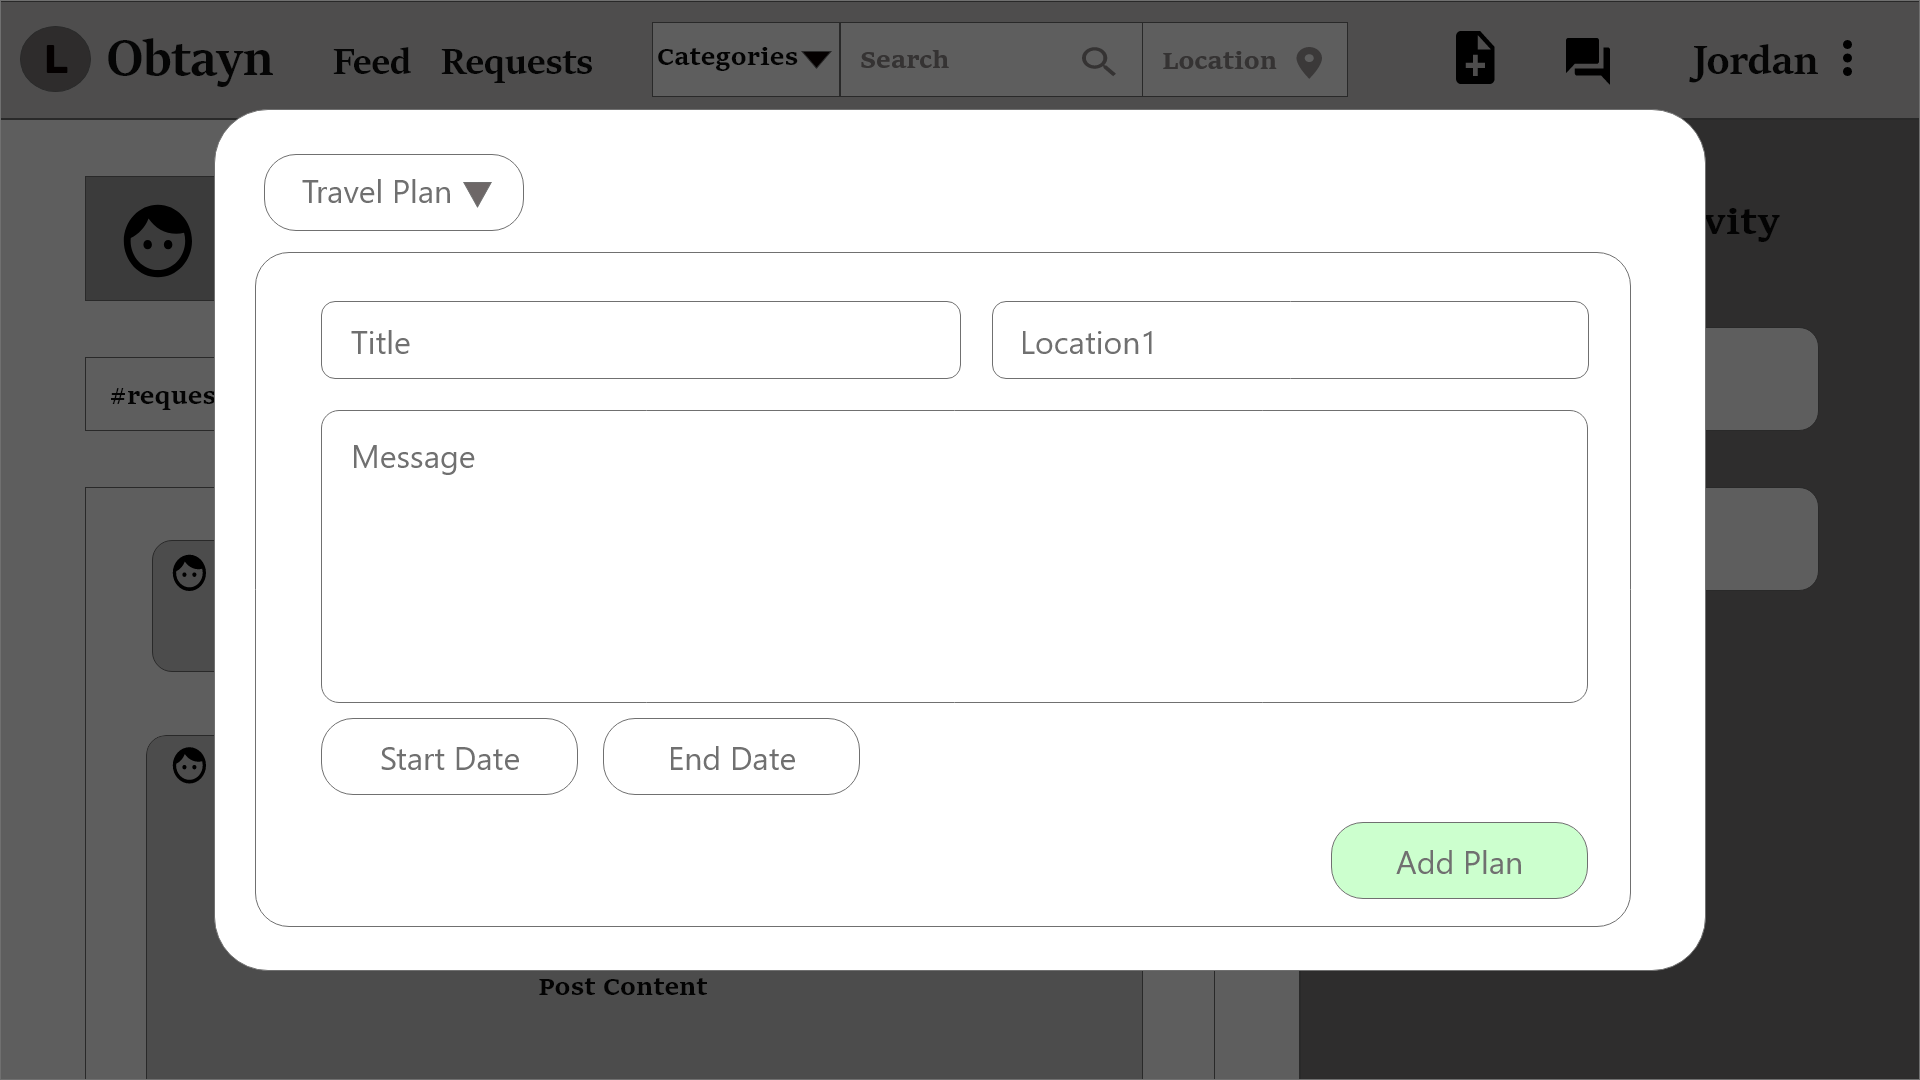 L Obtayn Feed Requests Categories Search Location Jordan
Travel Plan
vity
Title Location1
#reques
Message
Start Date End Date
Add Plan
Post Content